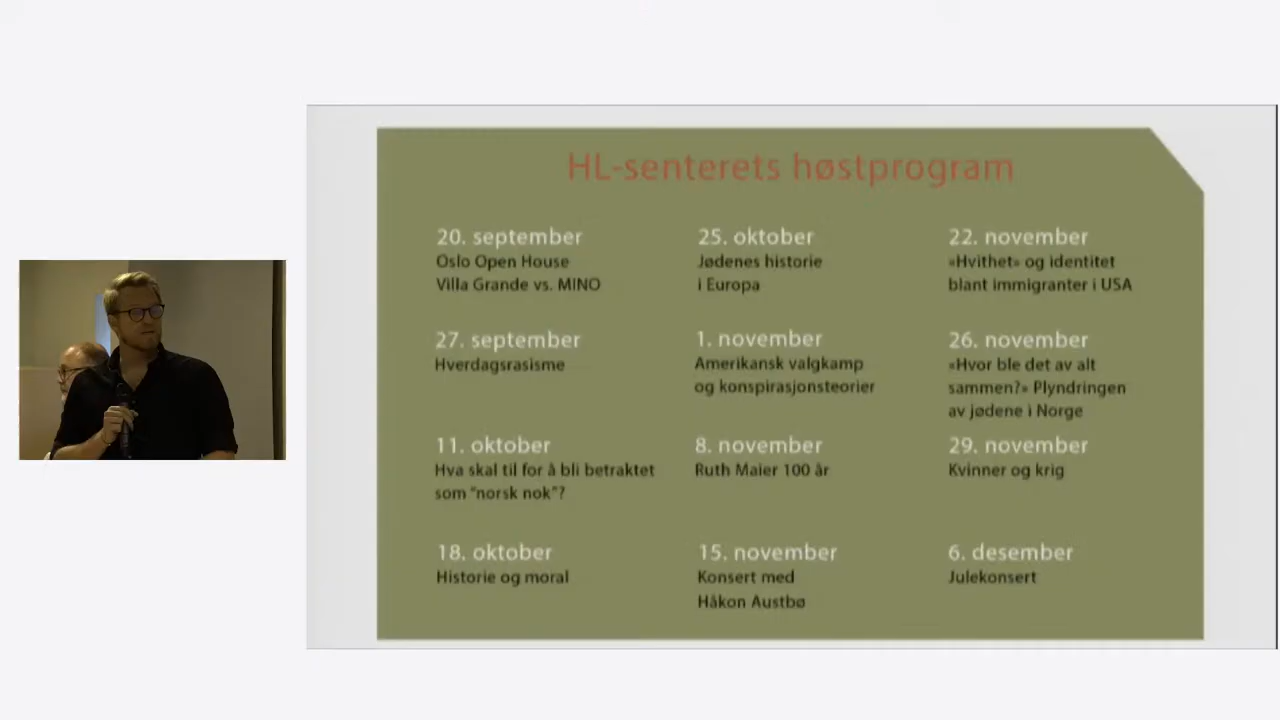 HL-senterets høstprogram
20. september
Oslo Open House
Villa Grande vs. MINO
27. september
Hverdagsrasisme
11. oktober
Hva skal til for å bli betraktet
som "norsk nok"?
18. oktober
Historie og moral
25. oktober
Jødenes historie
i Europa
1. november
Amerikansk valgkamp
og konspirasjonsteorier
8. november
Ruth Maier 100 år
15. november
Konsert med
Håkon Austbø
22. november
«Hvithet» og identitet
blant immigranter i USA
26. november
«Hvor ble det av alt
sammen?» Plyndringen
av jødene i Norge
29. november
Kvinner og krig
6. desember
Julekonsert